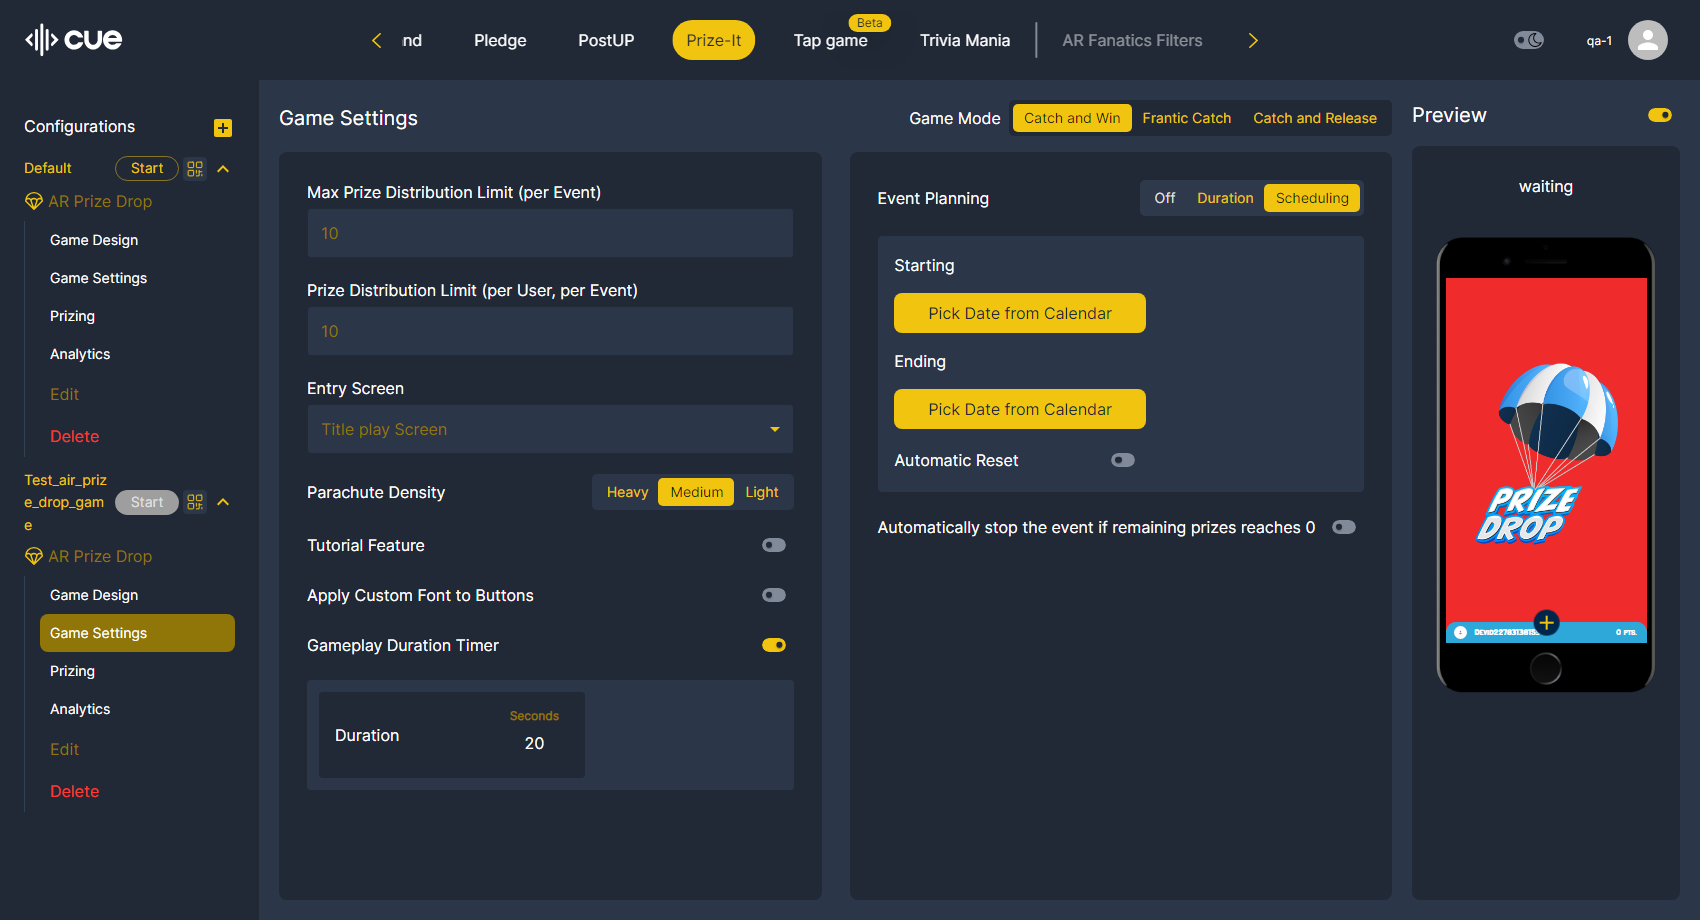 cue
nd
Pledge
PostUP
Prize-It
Beta
Tap game
Trivia Mania
AR Fanatics Filters
qa-1
Configurations
Default
Start
AR Prize Drop
Game Design
Game Settings
Prizing
Analytics
Edit
Delete
Test_air_priz
e_drop_gam
e
Start
AR Prize Drop
Game Design
Game Settings
Prizing
Analytics
Edit
Delete
Game Settings
Game Mode
Catch and Win
Frantic Catch
Catch and Release
Max Prize Distribution Limit (per Event)
10
Prize Distribution Limit (per User, per Event)
10
Entry Screen
Title play Screen
Parachute Density
Heavy
Medium
Light
Tutorial Feature
Apply Custom Font to Buttons
Gameplay Duration Timer
Duration
Seconds
20
Event Planning
Off
Duration
Scheduling
Starting
Pick Date from Calendar
Ending
Pick Date from Calendar
Automatic Reset
Automatically stop the event if remaining prizes reaches 0
Preview
waiting
PRIZE
DROP
0 PTS.